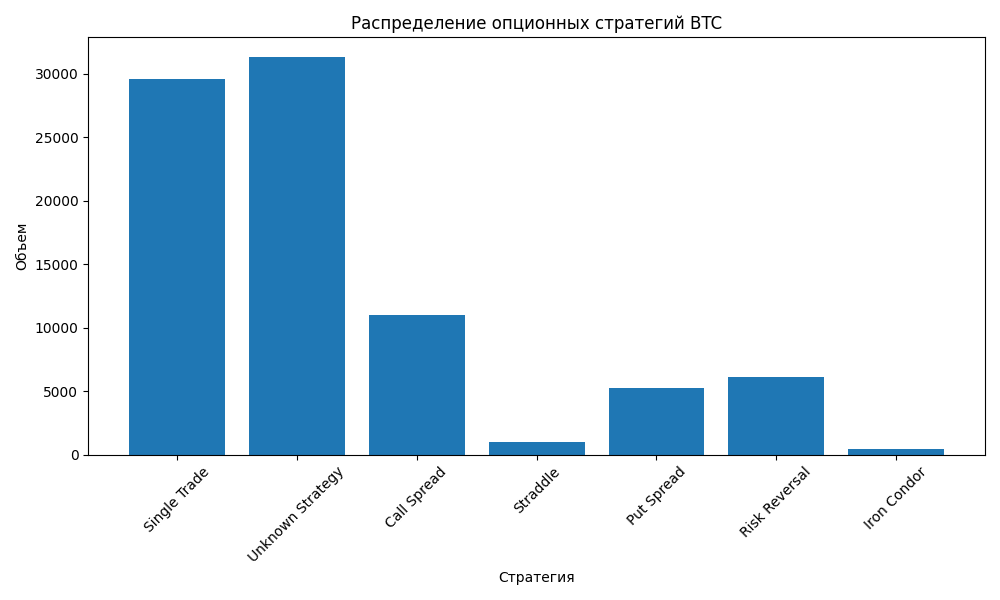 Распределение опционных стратегий BTC
Объем
30000
25000
20000
15000
10000
5000
0
Single Trade
Unknown Strategy
Call Spread
Straddle
Put Spread
Risk Reversal
Iron Condor
Стратегия